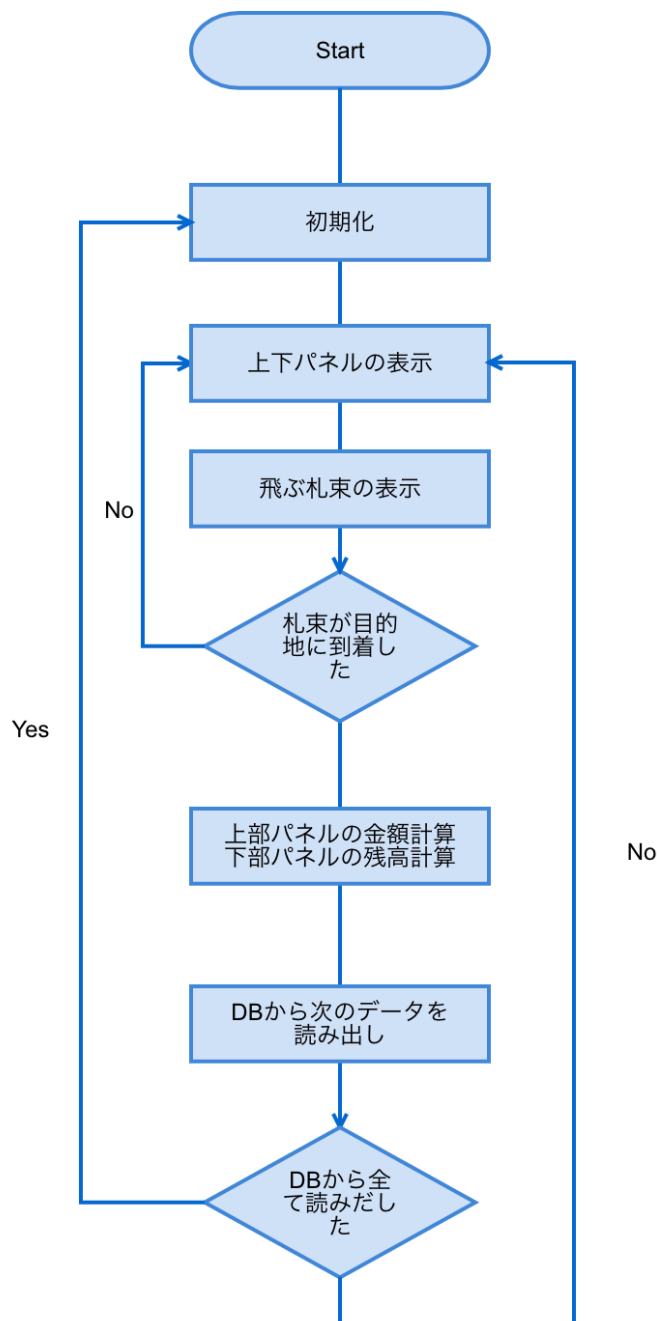 Start
初期化
上下パネルの表示
飛ぶ札束の表示
No
札束が目的
地に到着し
た
Yes
上部パネルの金額計算
下部パネルの残高計算
No
DBから次のデータを
読み出し
DBから全
て読みだし
た